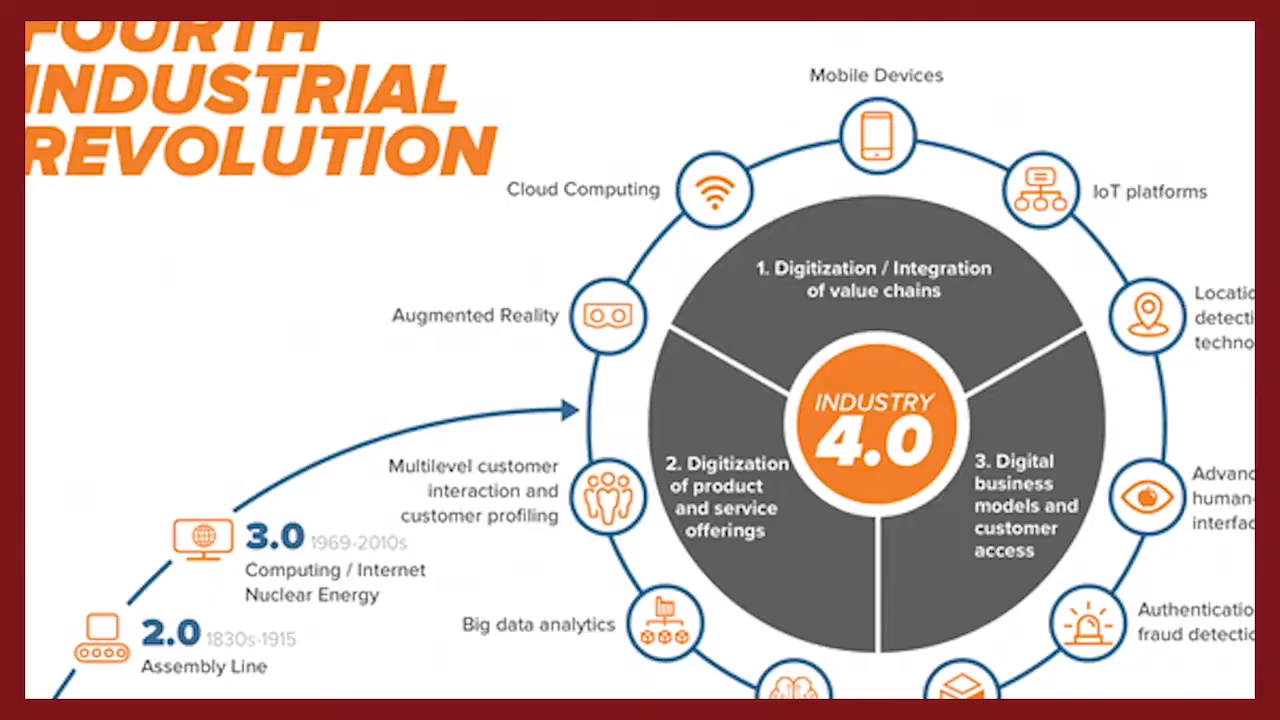 FOURTH
INDUSTRIAL
REVOLUTION
Mobile Devices
Cloud Computing
IoT platforms
1. Digitization / Integration
of value chains
Augmented Reality
INDUSTRY
4.0
Multilevel customer
interaction and
customer profiling
2. Digitization
of product
and service
offerings
3. Digital
business
models and
customer
access
3.0 1969-2010s
Computing / Internet
Nuclear Energy
2.0 1830s-1915
Assembly Line
Big data analytics
fraud